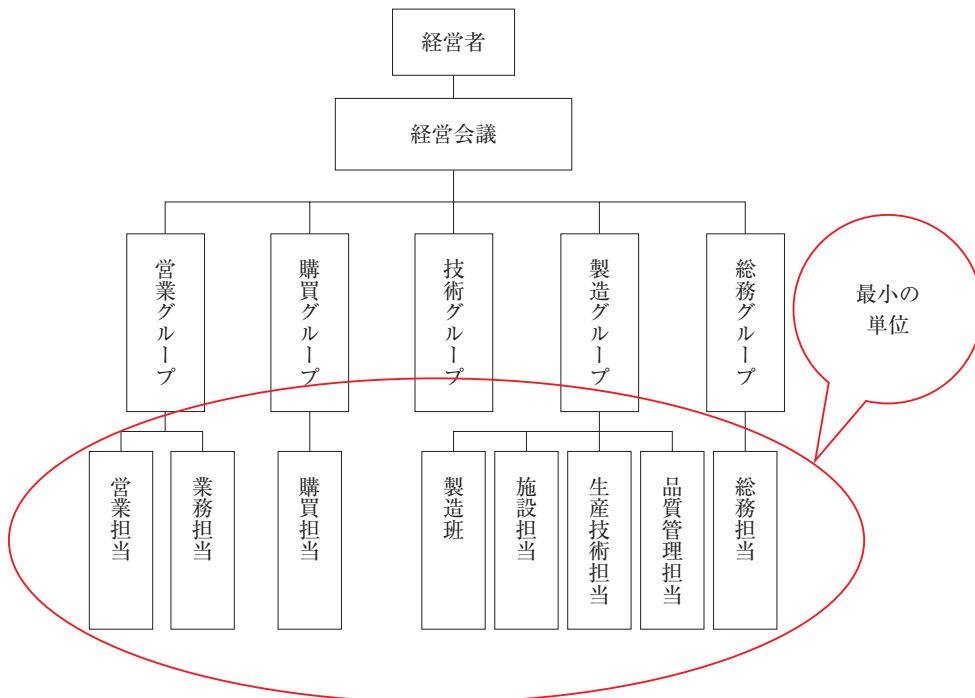 経営者
経営会議
営業グループ
購買グループ
技術グループ
製造グループ
総務グループ
最小の
単位
営業担当
業務担当
購買担当
製造班
施設担当
生産技術担当
品質管理担当
総務担当